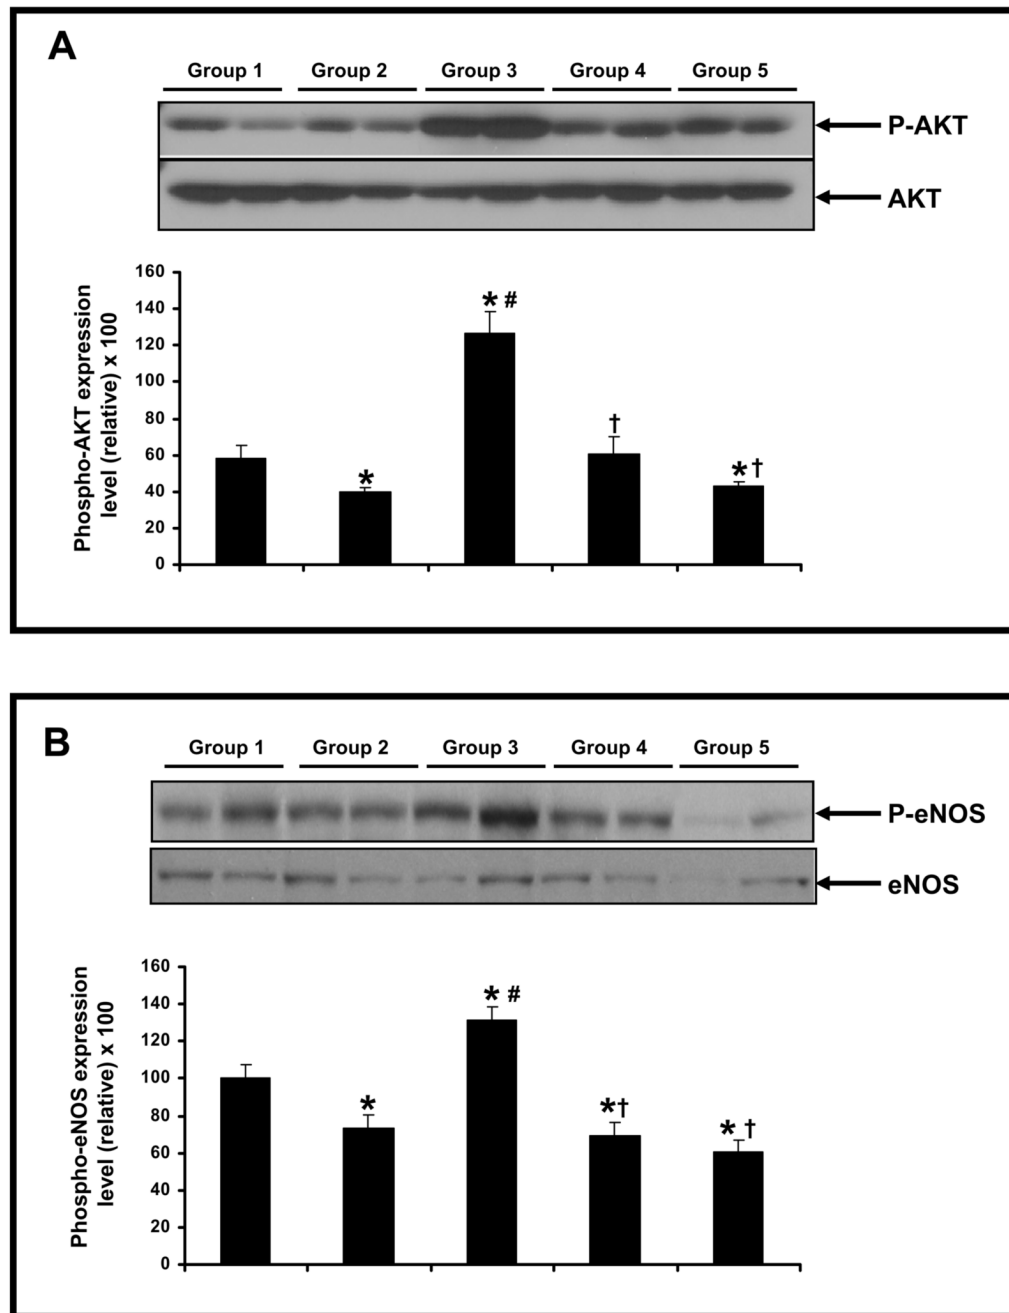 A
Group 1 Group 2 Group 3 Group 4 Group 5
P-AKT
AKT
Phospho-AKT expression
level (relative) x 100
160
140
120
100
80
60
40
20
0
* #
†
*
*†
B
Group 1 Group 2 Group 3 Group 4 Group 5
P-eNOS
eNOS
Phospho-eNOS expression
level (relative) x 100
160
140
120
100
80
60
40
20
0
* #
*
*†
*†